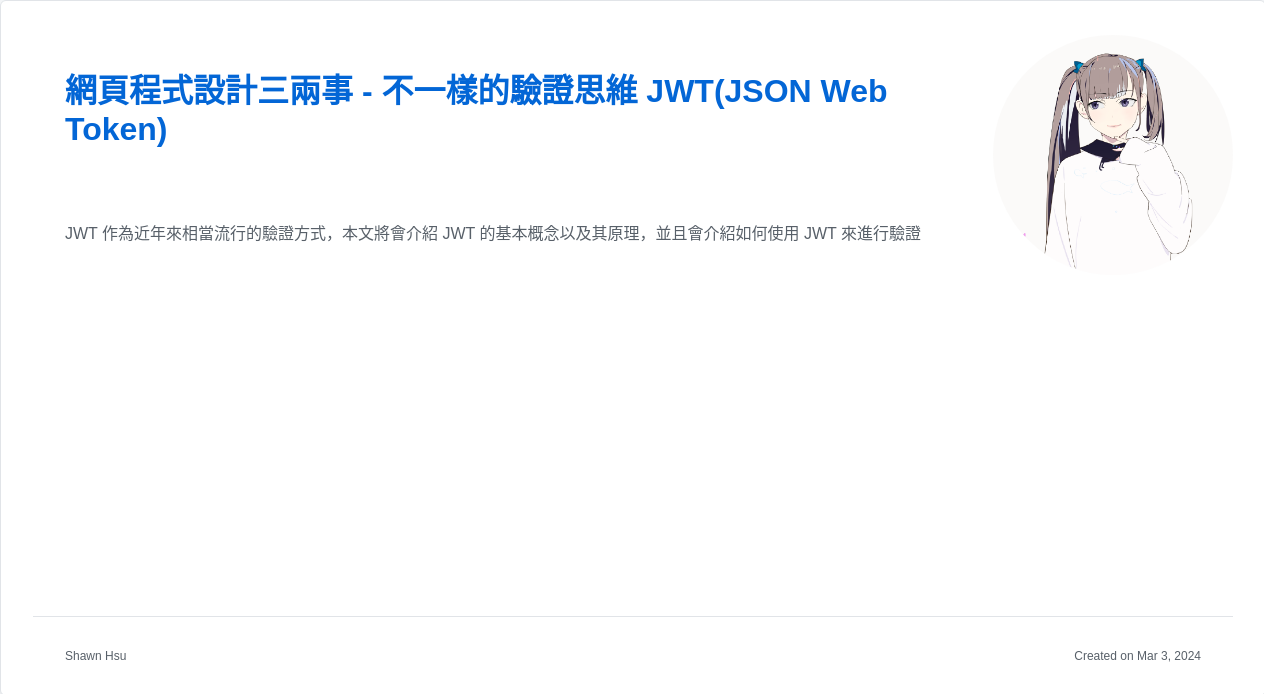 網頁程式設計三兩事 - 不一樣的驗證思維 JWT(JSON Web
Token)
JWT 作為近年來相當流行的驗證方式，本文將會介紹 JWT 的基本概念以及其原理，並且會介紹如何使用 JWT 來進行驗證
Shawn Hsu
Created on Mar 3, 2024